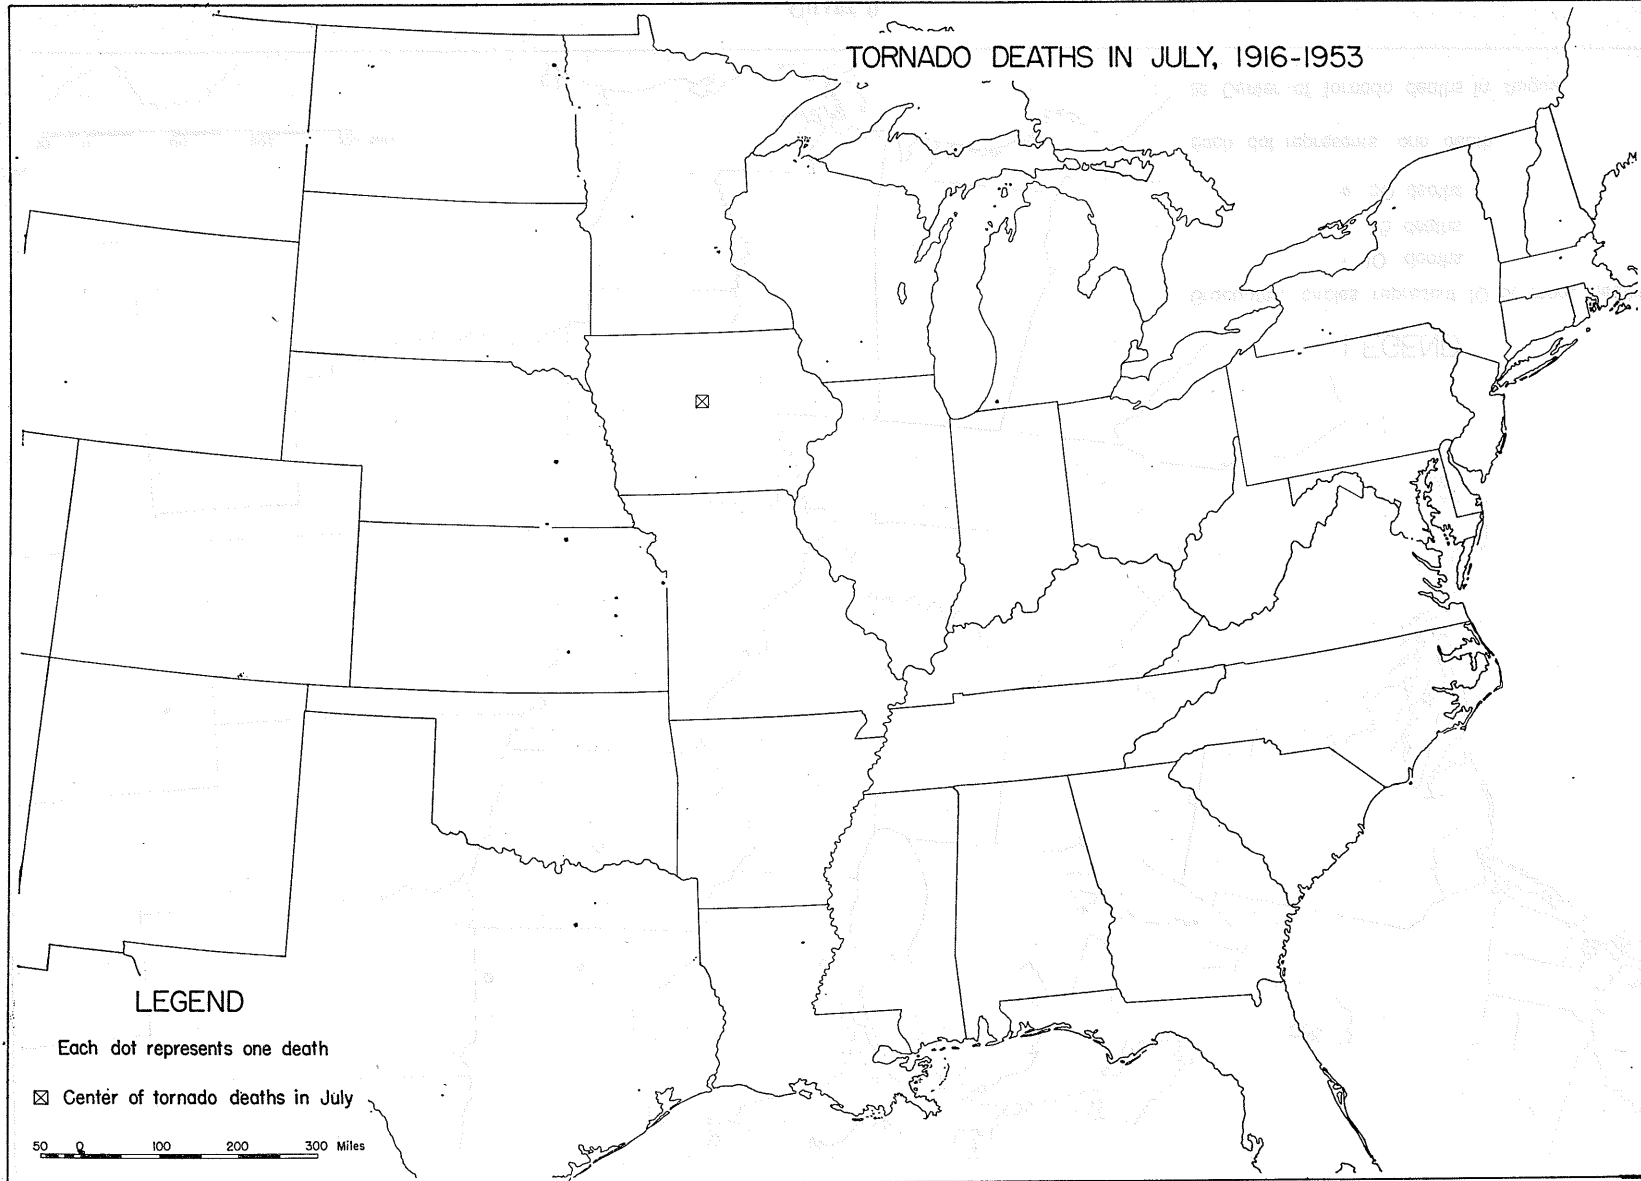 TORNADO DEATHS IN JULY, 1916-1953
LEGEND
Each dot represents one death
Center of tornado deaths in July
50 0 100 200 300 Miles